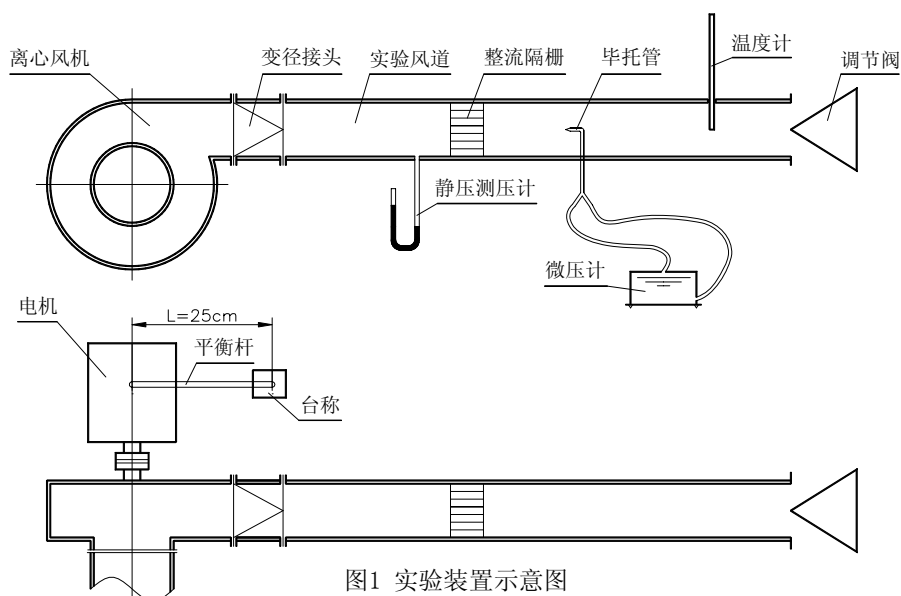 离心风机
变径接头
实验风道
整流隔栅
毕托管
温度计
调节阀
静压测压计
微压计
电机
L=25cm
平衡杆
台称
图1 实验装置示意图